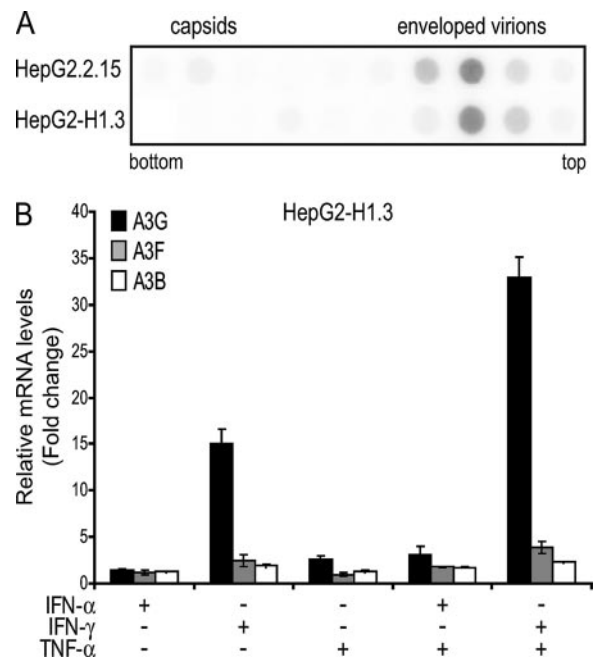 A
capsids enveloped virions
HepG2.2.15
HepG2-H1.3
bottom top
B
HepG2-H1.3
A3G
A3F
A3B
Relative mRNA levels
(Fold change)
40
35
30
25
20
15
10
5
0
IFN-α + - - + -
IFN-γ - + - - +
TNF-α - - + + +